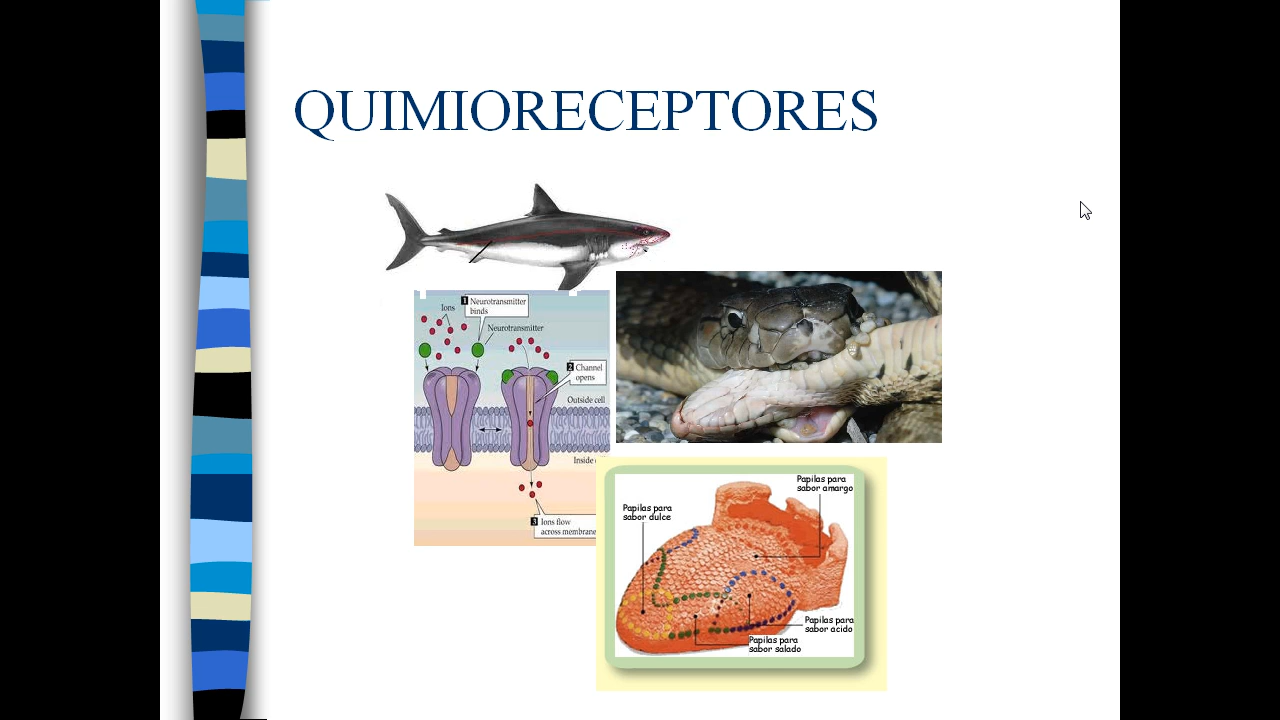 QUIMIORECEPTORES
Ions
1 Neurotransmitter
binds
Neurotransmitter
2 Channel
opens
Outside cell
Inside
3 Ions flow
across membrane
Papilas para
sabor amargo
Papilas para
sabor dulce
Papilas para
sabor acido
Papilas para
sabor salado